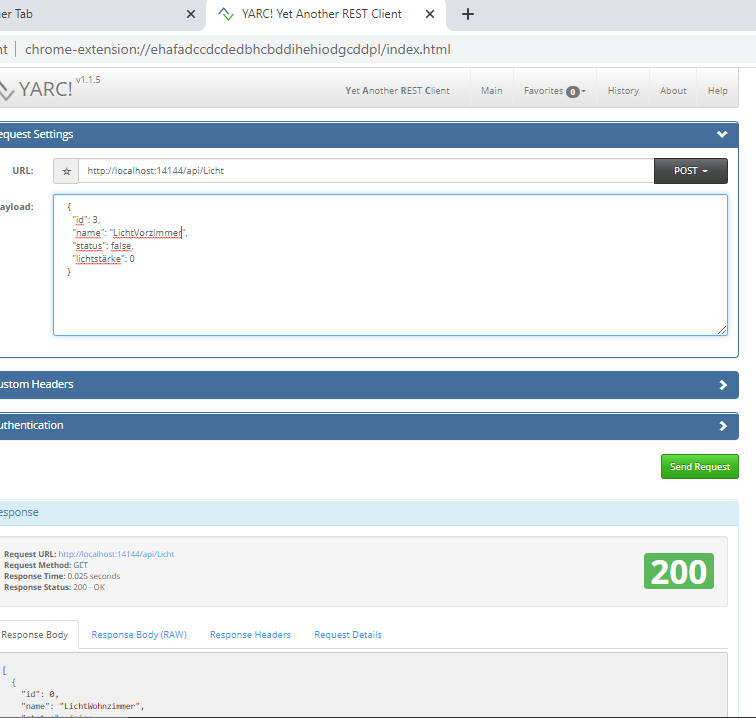 er Tab
YARC! Yet Another REST Client
nt | chrome-extension://ehafadccdcdedbhcbddihehiodgcddpl/index.html
YARC! v1.1.5
Yet Another REST Client Main Favorites 0 History About Help
equest Settings
URL: http://localhost:14144/api/Licht POST
ayload:
{
"id": 3,
"name": "LichtVorzimmer",
"status": false,
"lichtstärke": 0
}
ustom Headers
uthentication
Send Request
esponse
Request URL: http://localhost:14144/api/Licht
Request Method: GET
Response Time: 0.025 seconds
Response Status: 200 - OK
200
Response Body Response Body (RAW) Response Headers Request Details
[
{
"id": 0,
"name": "LichtWohnzimmer",